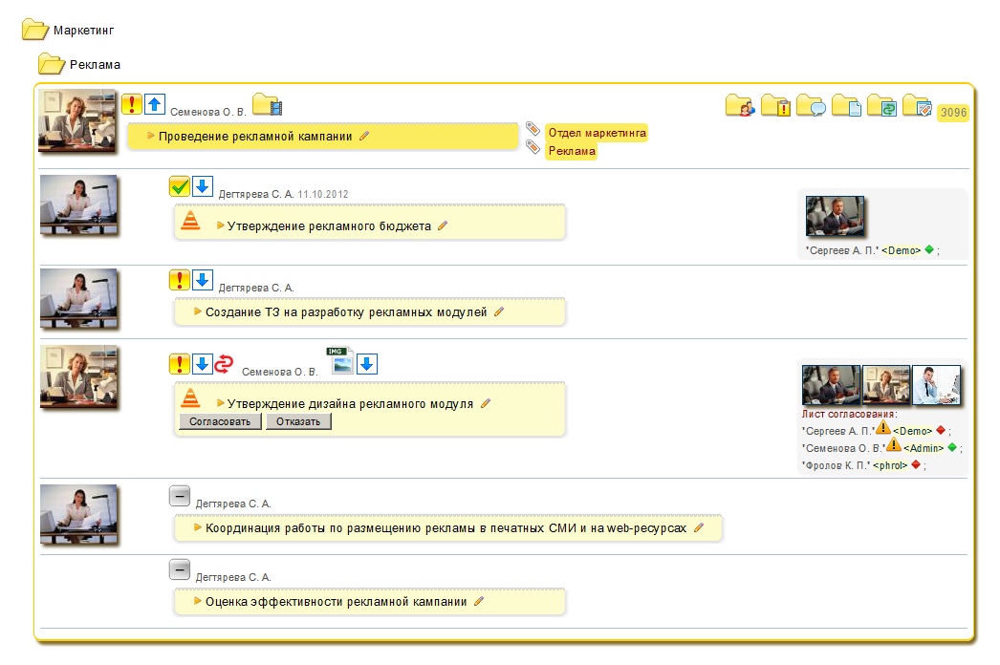 Маркетинг
Реклама
Семенова О. В.
3096
Проведение рекламной кампании
Отдел маркетинга
Реклама
Дегтярева С. А. 11.10.2012
Утверждение рекламного бюджета
"Сергеев А. П." <Demo> ;
Дегтярева С. А.
Создание ТЗ на разработку рекламных модулей
IMG
Семенова О. В.
Утверждение дизайна рекламного модуля
Согласовать Отказать
Лист согласования:
"Сергеев А. П." <Demo> ;
"Семенова О. В." <Admin> ;
"Фролов К. П." <phrol> ;
Дегтярева С. А.
Координация работы по размещению рекламы в печатных СМИ и на web-ресурсах
Дегтярева С. А.
Оценка эффективности рекламной кампании